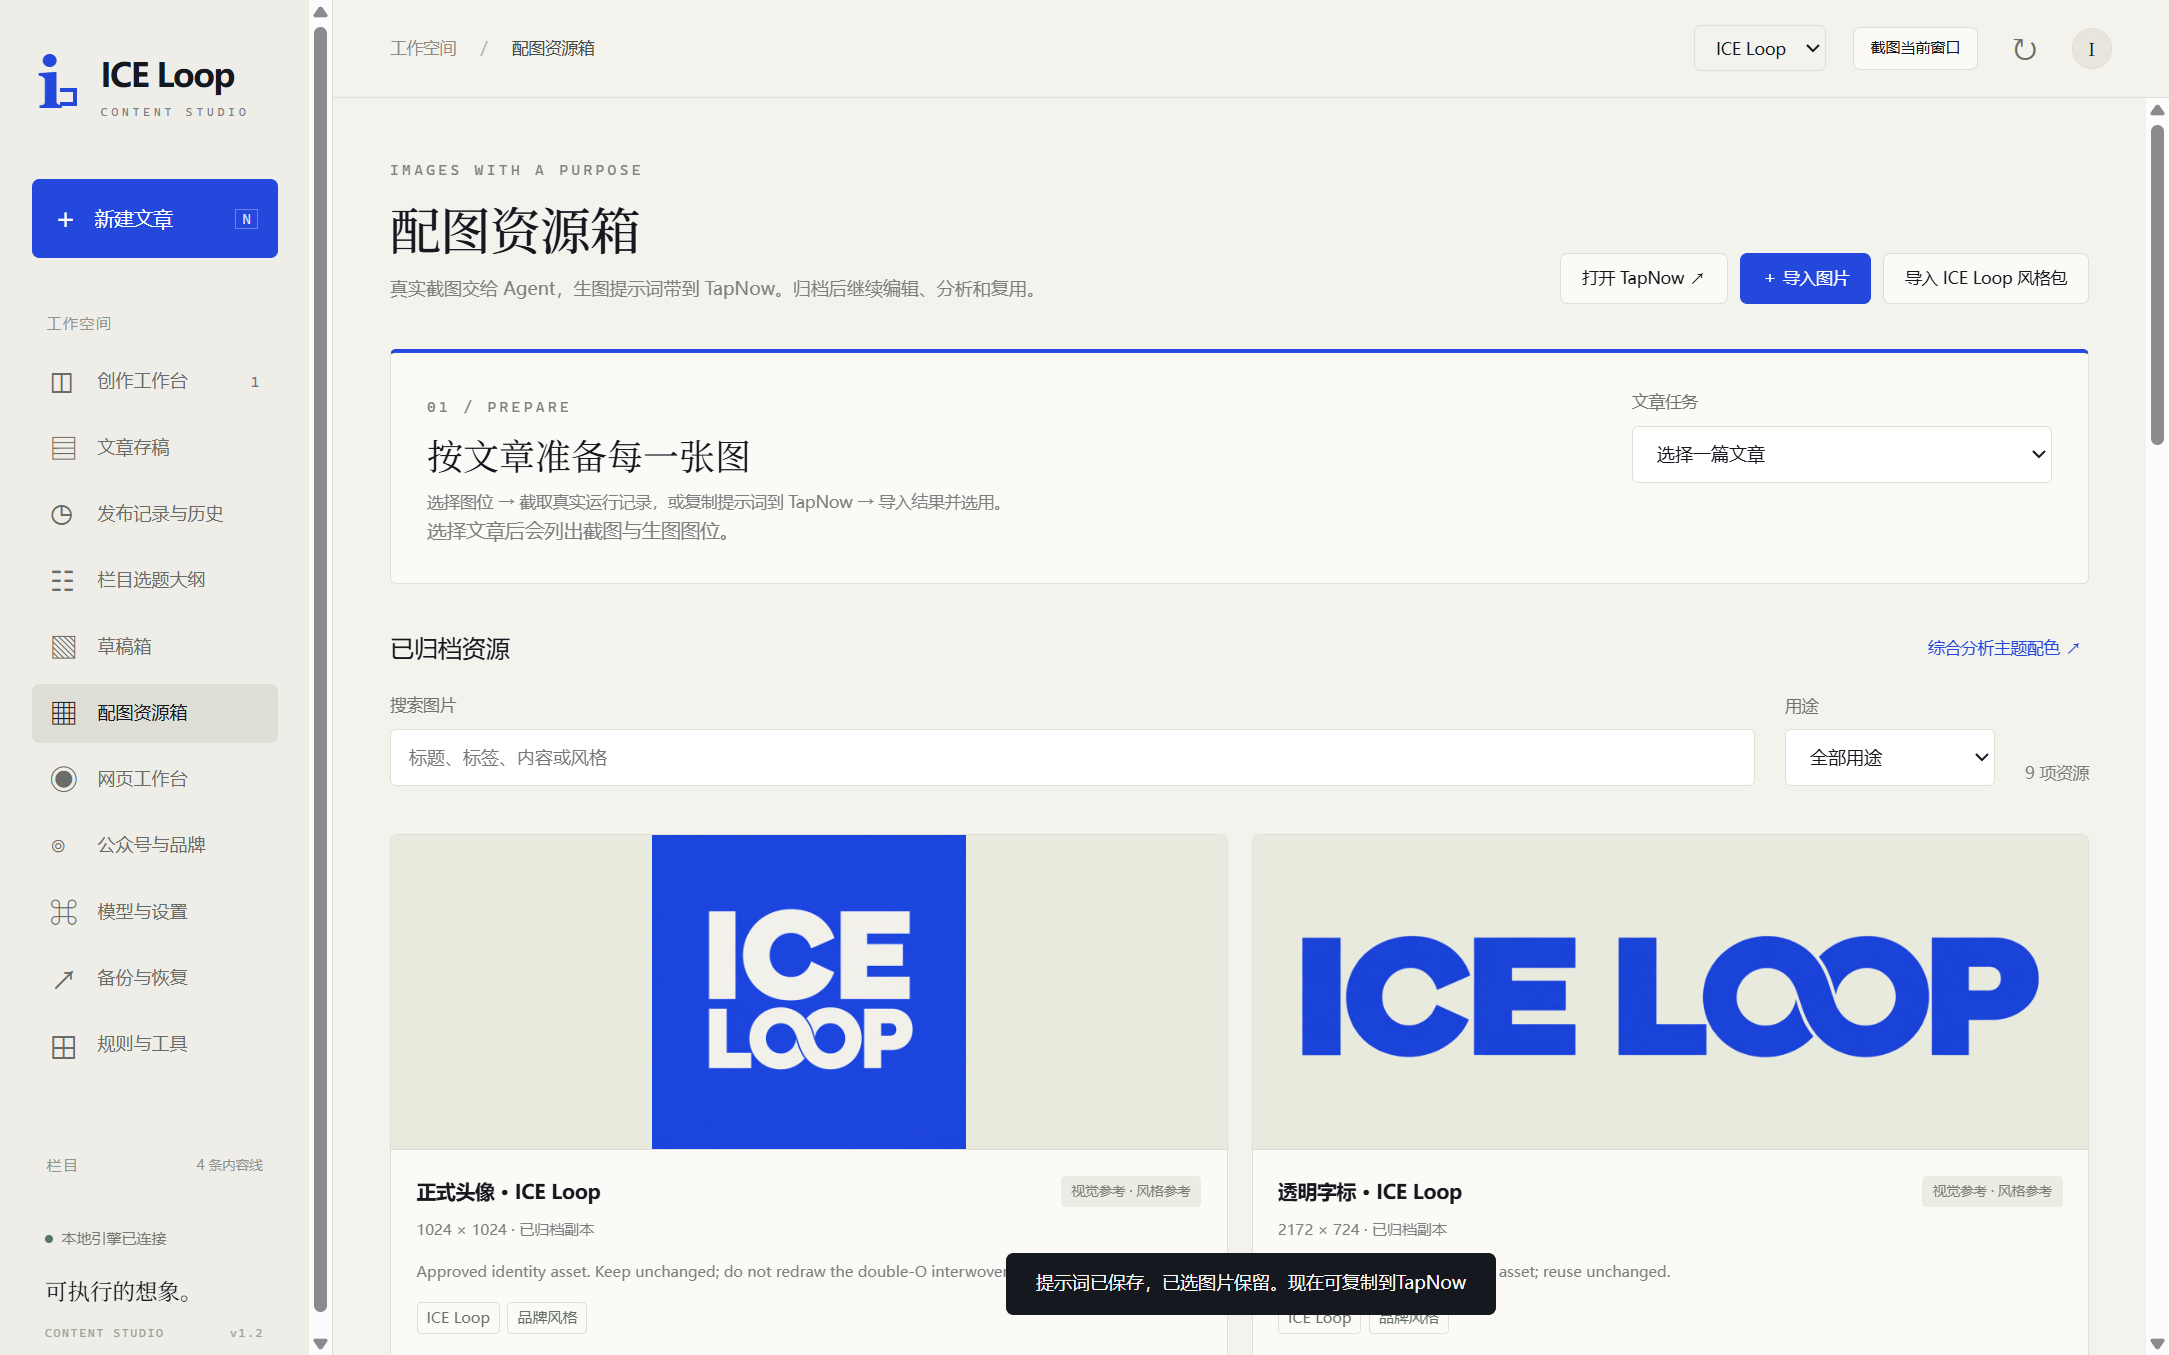 ICE Loop
CONTENT STUDIO
+ 新建文章 N
工作空间
创作工作台 1
文章存稿
发布记录与历史
栏目选题大纲
草稿箱
配图资源箱
网页工作台
公众号与品牌
模型与设置
备份与恢复
规则与工具
栏目 4 条内容线
本地引擎已连接
可执行的想象。
CONTENT STUDIO v1.2
工作空间 / 配图资源箱
ICE Loop
截图当前窗口
I
IMAGES WITH A PURPOSE
配图资源箱
真实截图交给 Agent，生图提示词带到 TapNow。归档后继续编辑、分析和复用。
打开 TapNow ↗
+ 导入图片
导入 ICE Loop 风格包
01 / PREPARE
按文章准备每一张图
选择图位 → 截取真实运行记录，或复制提示词到 TapNow → 导入结果并选用。
选择文章后会列出截图与生图图位。
文章任务
选择一篇文章
已归档资源
综合分析主题配色 ↗
搜索图片
标题、标签、内容或风格
用途
全部用途
9 项资源
ICE
LOOP
正式头像 • ICE Loop
视觉参考 · 风格参考
1024 × 1024 · 已归档副本
Approved identity asset. Keep unchanged; do not redraw the double-O interwoven
ICE Loop
品牌风格
ICE LOOP
透明字标 • ICE Loop
视觉参考 · 风格参考
2172 × 724 · 已归档副本
asset; reuse unchanged.
ICE Loop
品牌风格
提示词已保存，已选图片保留。现在可复制到TapNow